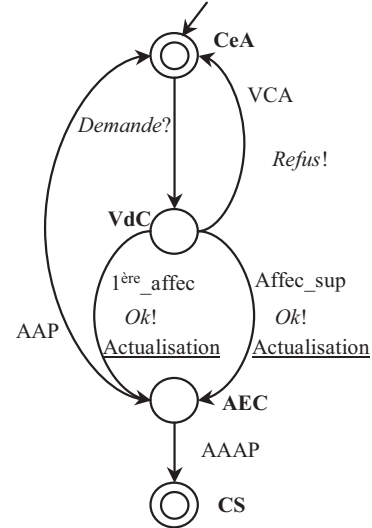 CeA
VCA
Demande?
Refus!
VdC
1ère_affec
Ok!
Actualisation
Affec_sup
Ok!
Actualisation
AAP
AEC
AAAP
CS